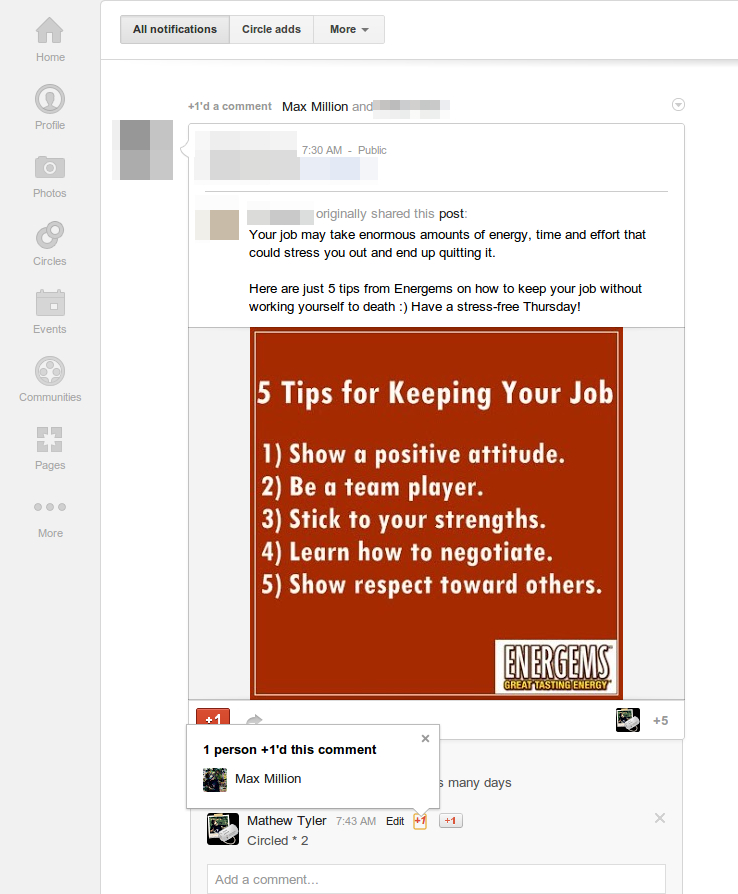 All notifications
Circle adds
More
Home
Profile
Photos
Circles
Events
Communities
Pages
More
+1'd a comment Max Million and
7:30 AM - Public
originally shared this post:
Your job may take enormous amounts of energy, time and effort that
could stress you out and end up quitting it.
Here are just 5 tips from Energems on how to keep your job without
working yourself to death :) Have a stress-free Thursday!
5 Tips for Keeping Your Job
1) Show a positive attitude.
2) Be a team player.
3) Stick to your strengths.
4) Learn how to negotiate.
5) Show respect toward others.
ENERGEMS
GREAT TASTING ENERGY
+1
+5
1 person +1'd this comment
Max Million
many days
Mathew Tyler 7:43 AM Edit +1 +1
Circled * 2
Add a comment...